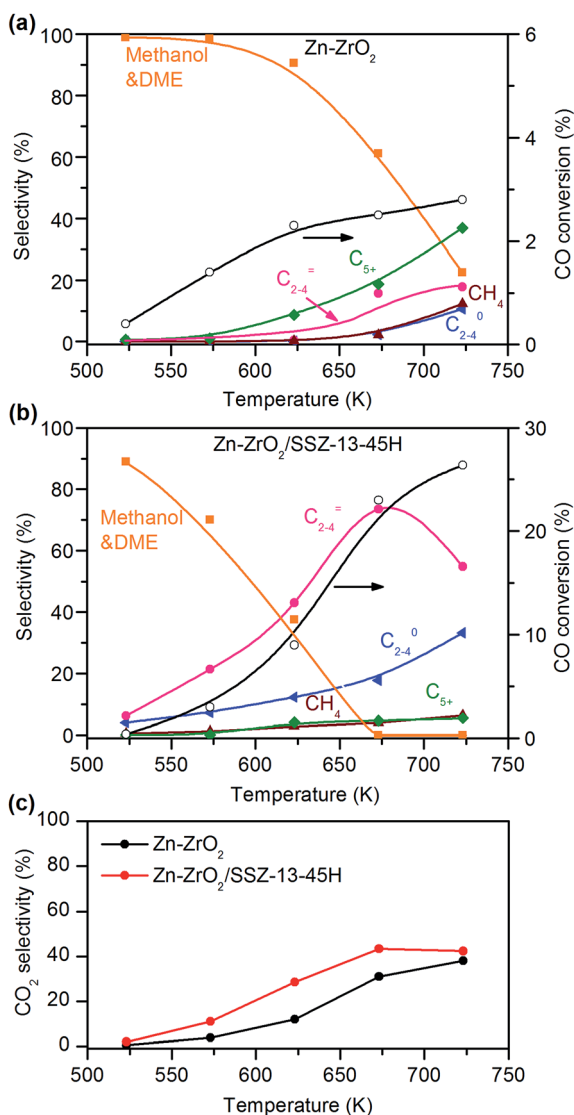 (a)
100
80
60
40
20
0
Selectivity (%)
Methanol
&DME
Zn-ZrO₂
C₅₊
C₂₋₄⁼
CH₄
C₂₋₄⁰
6
4
2
0
CO conversion (%)
500 550 600 650 700 750
Temperature (K)
(b)
100
80
60
40
20
0
Selectivity (%)
Zn-ZrO₂/SSZ-13-45H
Methanol
&DME
C₂₋₄⁼
C₂₋₄⁰
CH₄
C₅₊
30
20
10
0
CO conversion (%)
500 550 600 650 700 750
Temperature (K)
(c)
100
80
60
40
20
0
CO₂ selectivity (%)
Zn-ZrO₂
Zn-ZrO₂/SSZ-13-45H
500 550 600 650 700 750
Temperature (K)